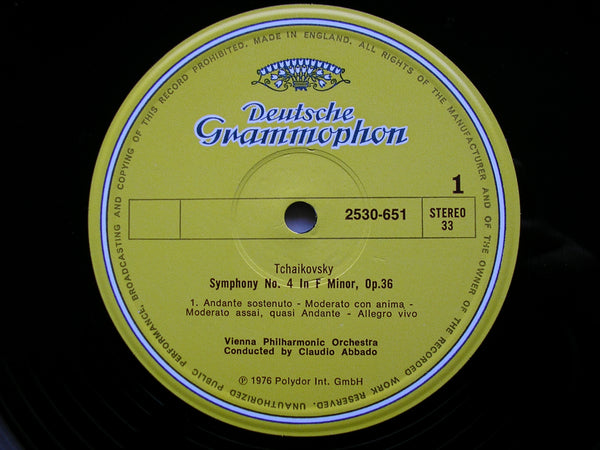 MADE IN ENGLAND. ALL RIGHTS OF THE MANUFACTURER AND OF THE OWNER OF THE RECORDED WORK RESERVED. UNAUTHORIZED PUBLIC PERFORMANCE, BROADCASTING AND COPYING OF THIS RECORD PROHIBITED.
Deutsche
Grammophon
1
2530-651
STEREO
33
Tchaikovsky
Symphony No. 4 In F Minor, Op.36
1. Andante sostenuto - Moderato con anima -
Moderato assai, quasi Andante - Allegro vivo
Vienna Philharmonic Orchestra
Conducted by Claudio Abbado
℗ 1976 Polydor Int. GmbH